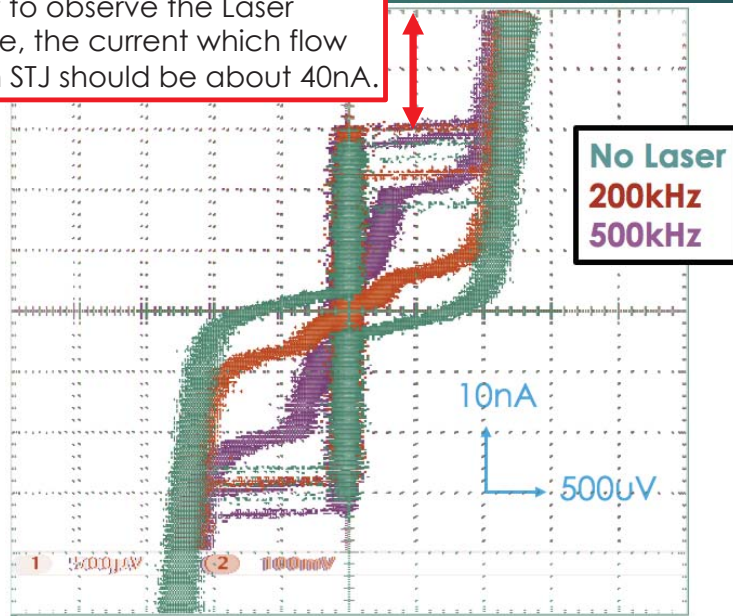 to observe the Laser
e, the current which flow
STJ should be about 40nA.
No Laser
200kHz
500kHz
10nA
500uV
1 500μV 2 100mV